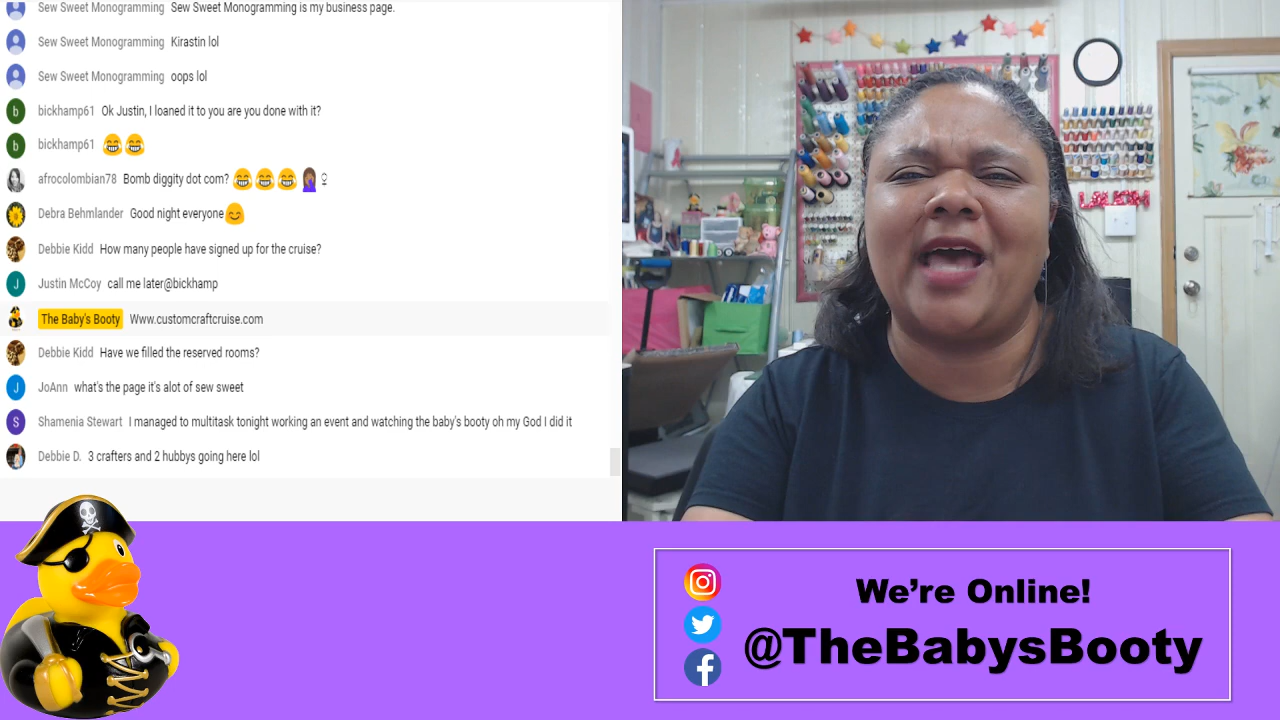 Sew Sweet Monogramming Sew Sweet Monogramming is my business page.
Sew Sweet Monogramming Kirastin lol
Sew Sweet Monogramming oops lol
b bickhamp61 Ok Justin, I loaned it to you are you done with it?
b bickhamp61 😂😂
afrocolombian78 Bomb diggity dot com? 😂😂😂🤦🏾‍♀
Debra Behmlander Good night everyone😊
Debbie Kidd How many people have signed up for the cruise?
J Justin McCoy call me later@bickhamp
The Baby's Booty Www.customcraftcruise.com
Debbie Kidd Have we filled the reserved rooms?
J JoAnn what's the page it's alot of sew sweet
S Shamenia Stewart I managed to multitask tonight working an event and watching the baby's booty oh my God I did it
Debbie D. 3 crafters and 2 hubbys going here lol
We're Online!
@TheBabysBooty